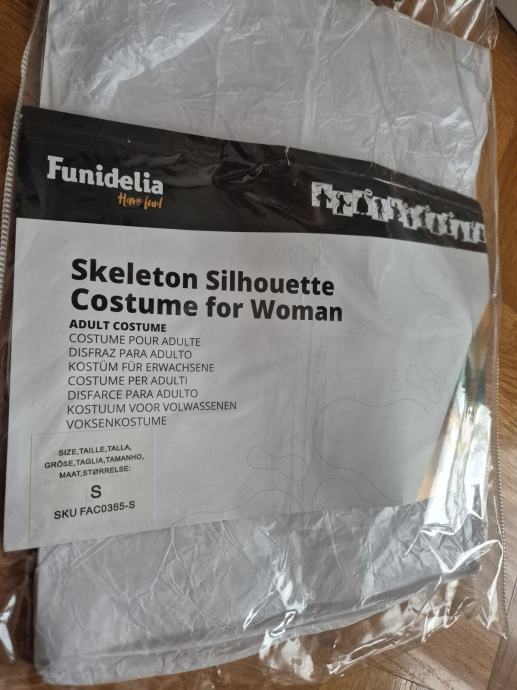 Funidelia
Have fun!
Skeleton Silhouette
Costume for Woman
ADULT COSTUME
COSTUME POUR ADULTE
DISFRAZ PARA ADULTO
KOSTÜM FÜR ERWACHSENE
COSTUME PER ADULTI
DISFARCE PARA ADULTO
KOSTUUM VOOR VOLWASSENEN
VOKSENKOSTUME
SIZE,TAILLE,TALLA,
GRÖSE,TAGLIA,TAMANHO,
MAAT,STØRRELSE:
S
SKU FAC0365-S